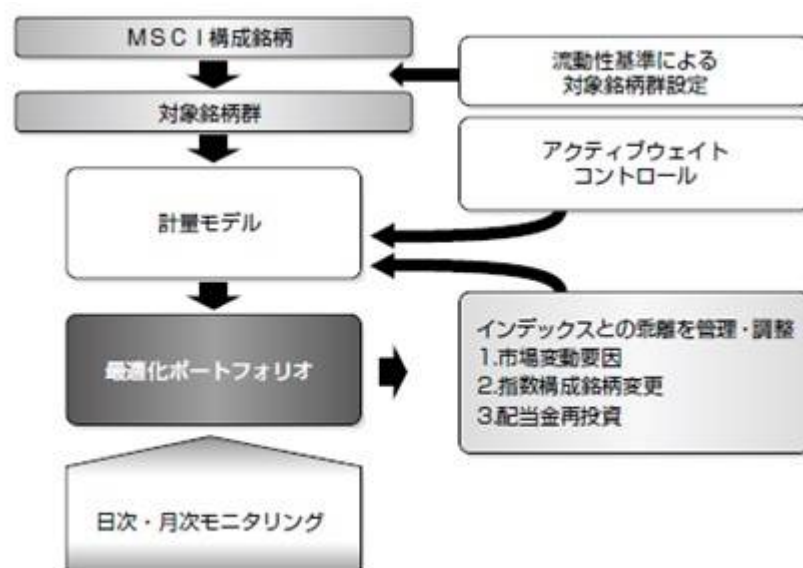 ＭＳＣＩ構成銘柄
流動性基準による
対象銘柄群設定
対象銘柄群
アクティブウェイト
コントロール
計量モデル
最適化ポートフォリオ
インデックスとの乖離を管理・調整
1.市場変動要因
2.指数構成銘柄変更
3.配当金再投資
日次・月次モニタリング